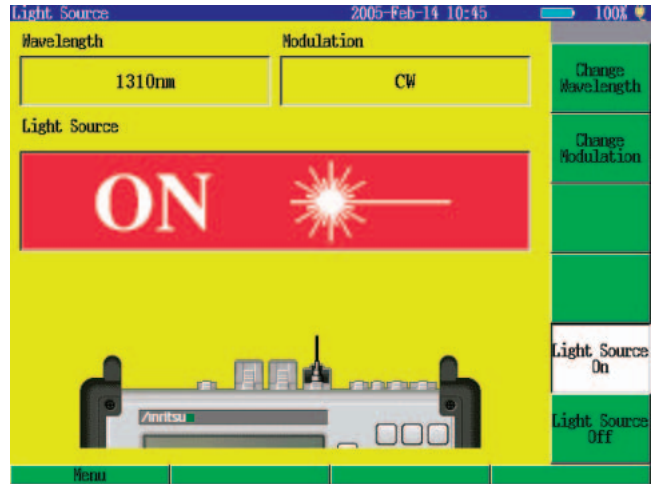 Light Source 2005-Feb-14 10:45 100%
Wavelength Modulation
1310nm CW
Light Source
ON
Change
Wavelength
Change
Modulation
Light Source
On
Light Source
Off
Anritsu
Menu